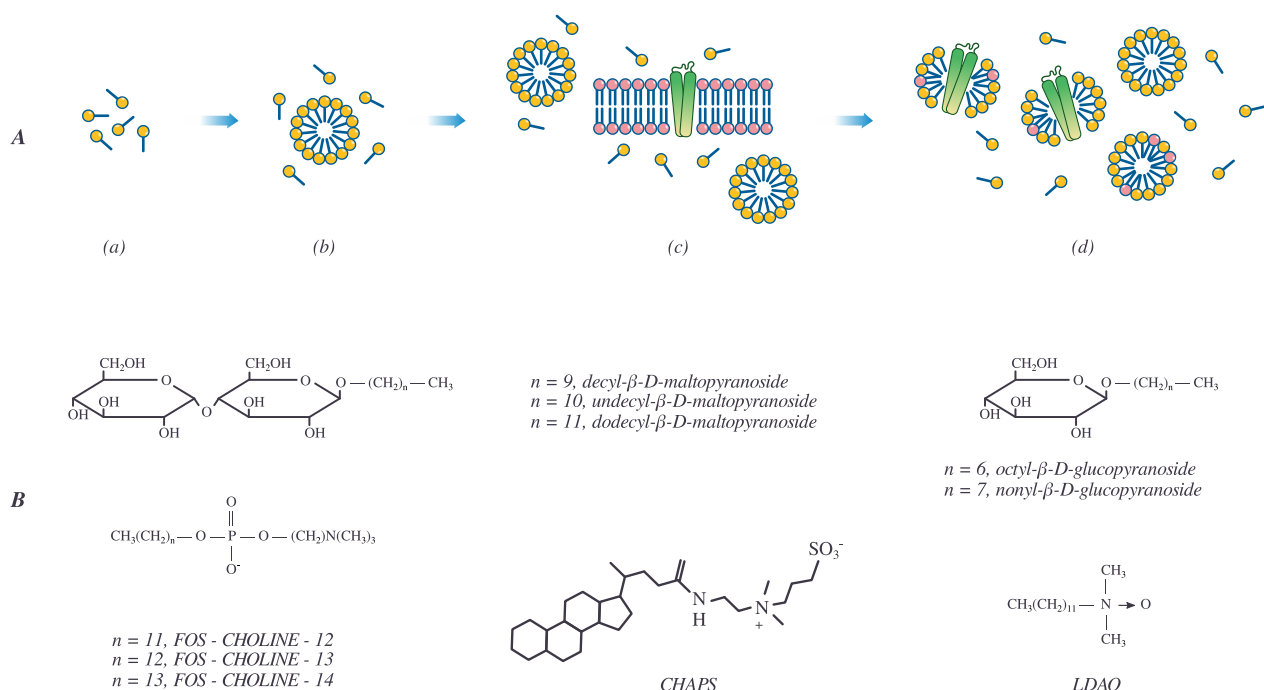 A
(a)
(b)
(c)
(d)
B
CH₂OH
O
OH
OH
OH
O
CH₂OH
O
OH
OH
O—(CH₂)ₙ—CH₃
n = 9, decyl-β-D-maltopyranoside
n = 10, undecyl-β-D-maltopyranoside
n = 11, dodecyl-β-D-maltopyranoside
CH₂OH
O
O—(CH₂)ₙ—CH₃
OH
OH
OH
n = 6, octyl-β-D-glucopyranoside
n = 7, nonyl-β-D-glucopyranoside
O
CH₃(CH₂)ₙ—O—P—O—(CH₂)N(CH₃)₃
O⁻
n = 11, FOS - CHOLINE - 12
n = 12, FOS - CHOLINE - 13
n = 13, FOS - CHOLINE - 14
SO₃⁻
N
H
N
+
CHAPS
CH₃
CH₃(CH₂)₁₁—N→O
CH₃
LDAO